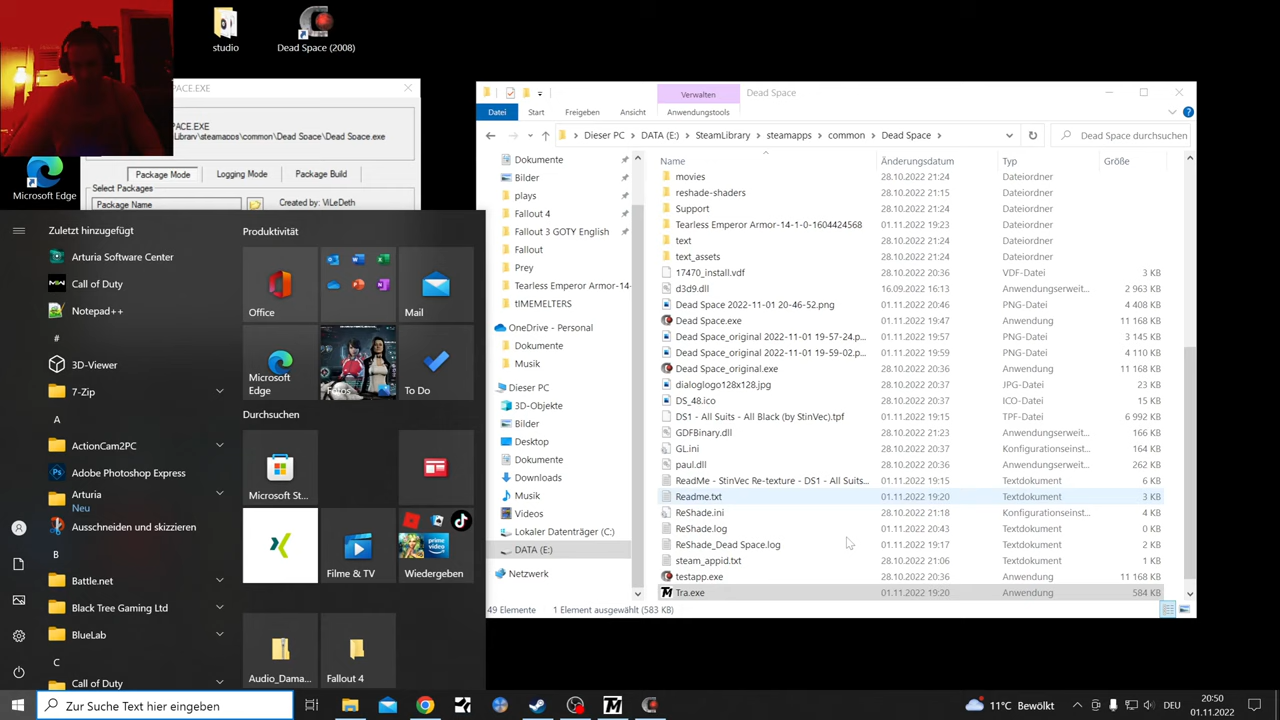 studio
Dead Space (2008)
Microsoft Edge
PACE.EXE
PACE.EXE
Library\steamapps\common\Dead Space\Dead Space.exe
Package Mode
Logging Mode
Package Build
Select Packages
Package Name
Created by: ViLeDeth
Zuletzt hinzugefügt
Arturia Software Center
Call of Duty
Notepad++
#
3D-Viewer
7-Zip
A
ActionCam2PC
Adobe Photoshop Express
Arturia
Neu
Ausschneiden und skizzieren
B
Battle.net
Black Tree Gaming Ltd
BlueLab
C
Call of Duty
Produktivität
Office
Mail
Microsoft Edge
To Do
Durchsuchen
Microsoft St...
Filme & TV
Wiedergeben
Audio_Dama...
Fallout 4
Verwalten
Dead Space
Datei
Start
Freigeben
Ansicht
Anwendungstools
Dieser PC
DATA (E:)
SteamLibrary
steamapps
common
Dead Space
Dead Space durchsuchen
Dokumente
Bilder
plays
Fallout 4
Fallout 3 GOTY English
Fallout
Prey
Tearless Emperor Armor-14-
tIMEMELTERS
OneDrive - Personal
Dokumente
Musik
Dieser PC
3D-Objekte
Bilder
Desktop
Dokumente
Downloads
Musik
Videos
Lokaler Datenträger (C:)
DATA (E:)
Netzwerk
Name Änderungsdatum Typ Größe
movies 28.10.2022 21:24 Dateiordner
reshade-shaders 28.10.2022 21:15 Dateiordner
Support 28.10.2022 21:24 Dateiordner
Tearless Emperor Armor-14-1-0-1604424568 01.11.2022 19:23 Dateiordner
text 28.10.2022 21:24 Dateiordner
text_assets 28.10.2022 21:24 Dateiordner
17470_install.vdf 28.10.2022 20:36 VDF-Datei 3 KB
d3d9.dll 16.09.2022 16:13 Anwendungserweit... 2 963 KB
Dead Space 2022-11-01 20-46-52.png 01.11.2022 20:46 PNG-Datei 4 408 KB
Dead Space.exe 01.11.2022 19:47 Anwendung 11 168 KB
Dead Space_original 2022-11-01 19-57-24.p... 01.11.2022 19:57 PNG-Datei 3 145 KB
Dead Space_original 2022-11-01 19-59-02.p... 01.11.2022 19:59 PNG-Datei 4 110 KB
Dead Space_original.exe 28.10.2022 20:36 Anwendung 11 168 KB
dialoglogo128x128.jpg 28.10.2022 20:37 JPG-Datei 23 KB
DS_48.ico 28.10.2022 20:37 ICO-Datei 15 KB
DS1 - All Suits - All Black (by StinVec).tpf 01.11.2022 19:15 TPF-Datei 6 992 KB
GDFBinary.dll 28.10.2022 21:23 Anwendungserweit... 166 KB
GL.ini 28.10.2022 20:37 Konfigurationseinst... 164 KB
paul.dll 28.10.2022 20:36 Anwendungserweit... 262 KB
ReadMe - StinVec Re-texture - DS1 - All Suits... 01.11.2022 19:15 Textdokument 6 KB
Readme.txt 01.11.2022 19:20 Textdokument 3 KB
ReShade.ini 28.10.2022 21:18 Konfigurationseinst... 4 KB
ReShade.log 01.11.2022 20:43 Textdokument 0 KB
ReShade_Dead Space.log 01.11.2022 19:17 Textdokument 30 KB
steam_appid.txt 28.10.2022 21:06 Textdokument 1 KB
testapp.exe 28.10.2022 20:36 Anwendung 11 168 KB
Tra.exe 01.11.2022 19:20 Anwendung 584 KB
49 Elemente 1 Element ausgewählt (583 KB)
Zur Suche Text hier eingeben
11°C Bewölkt
DEU
20:50
01.11.2022